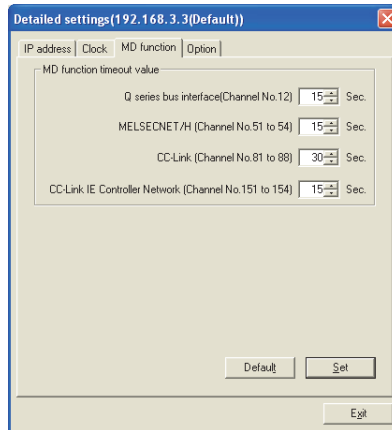 Detailed settings(192.168.3.3(Default))
IP address Clock MD function Option
MD function timeout value
Q series bus interface(Channel No.12) 15 Sec.
MELSECNET/H (Channel No.51 to 54) 15 Sec.
CC-Link (Channel No.81 to 88) 30 Sec.
CC-Link IE Controller Network (Channel No.151 to 154) 15 Sec.
Default Set
Exit